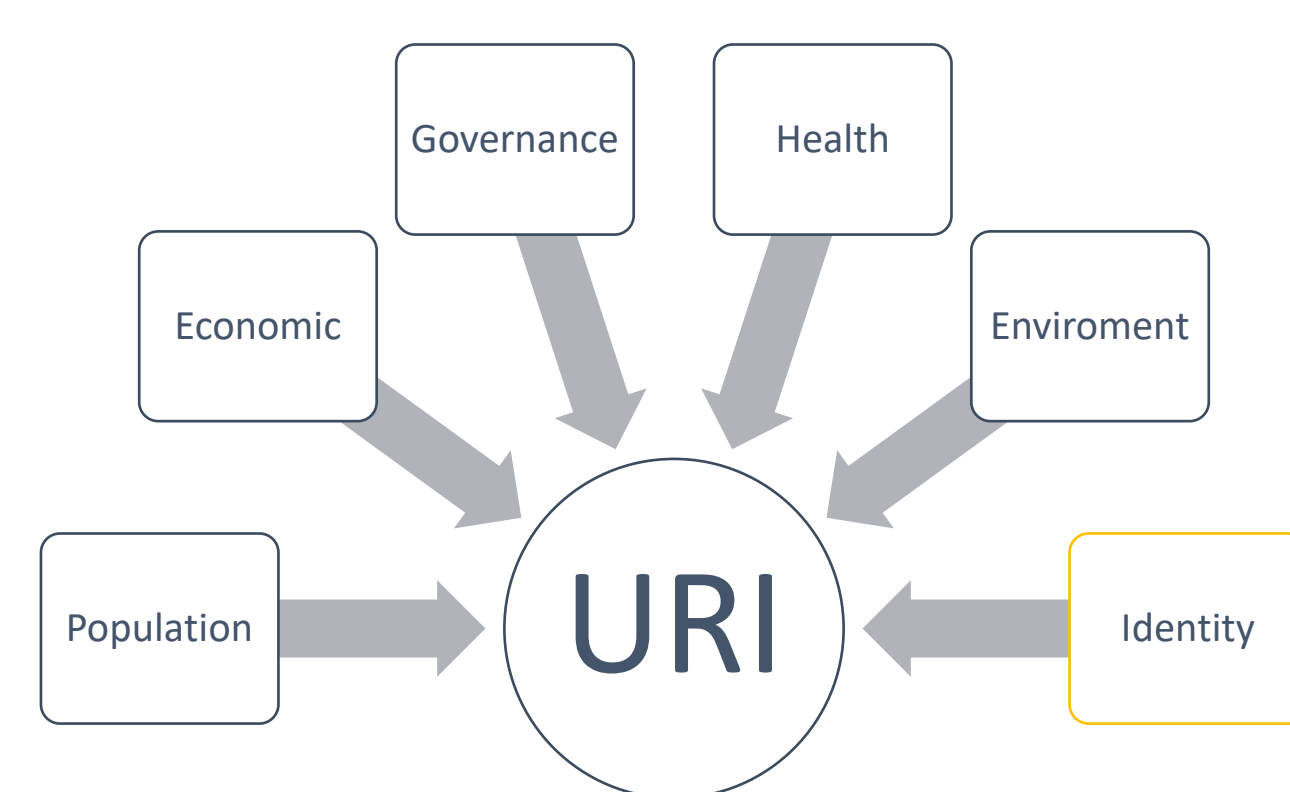 Governance
Health
Economic
Enviroment
Population
URI
Identity